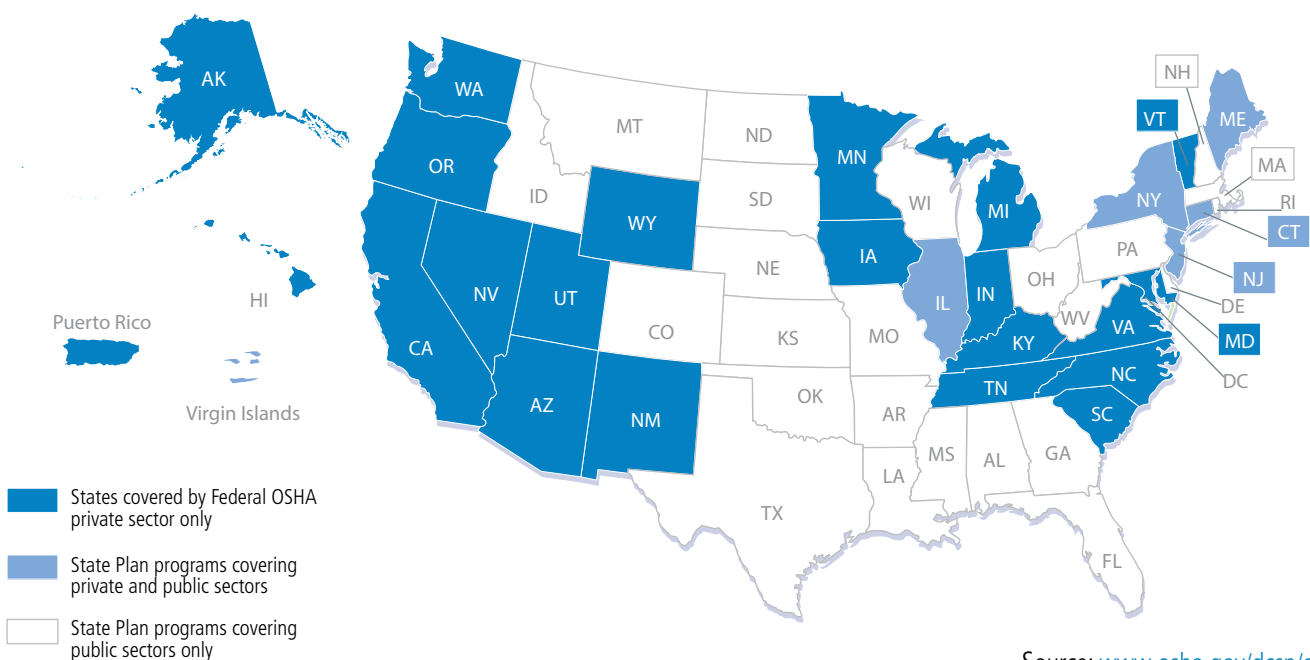 AK
WA
OR
CA
NV
ID
MT
WY
UT
CO
AZ
NM
ND
SD
NE
KS
OK
TX
MN
IA
MO
AR
LA
WI
IL
MI
IN
OH
KY
TN
MS
AL
GA
FL
SC
NC
VA
WV
PA
NY
VT
NH
ME
MA
RI
CT
NJ
DE
MD
DC
HI
Puerto Rico
Virgin Islands
States covered by Federal OSHA
private sector only
State Plan programs covering
private and public sectors
State Plan programs covering
public sectors only
Source: